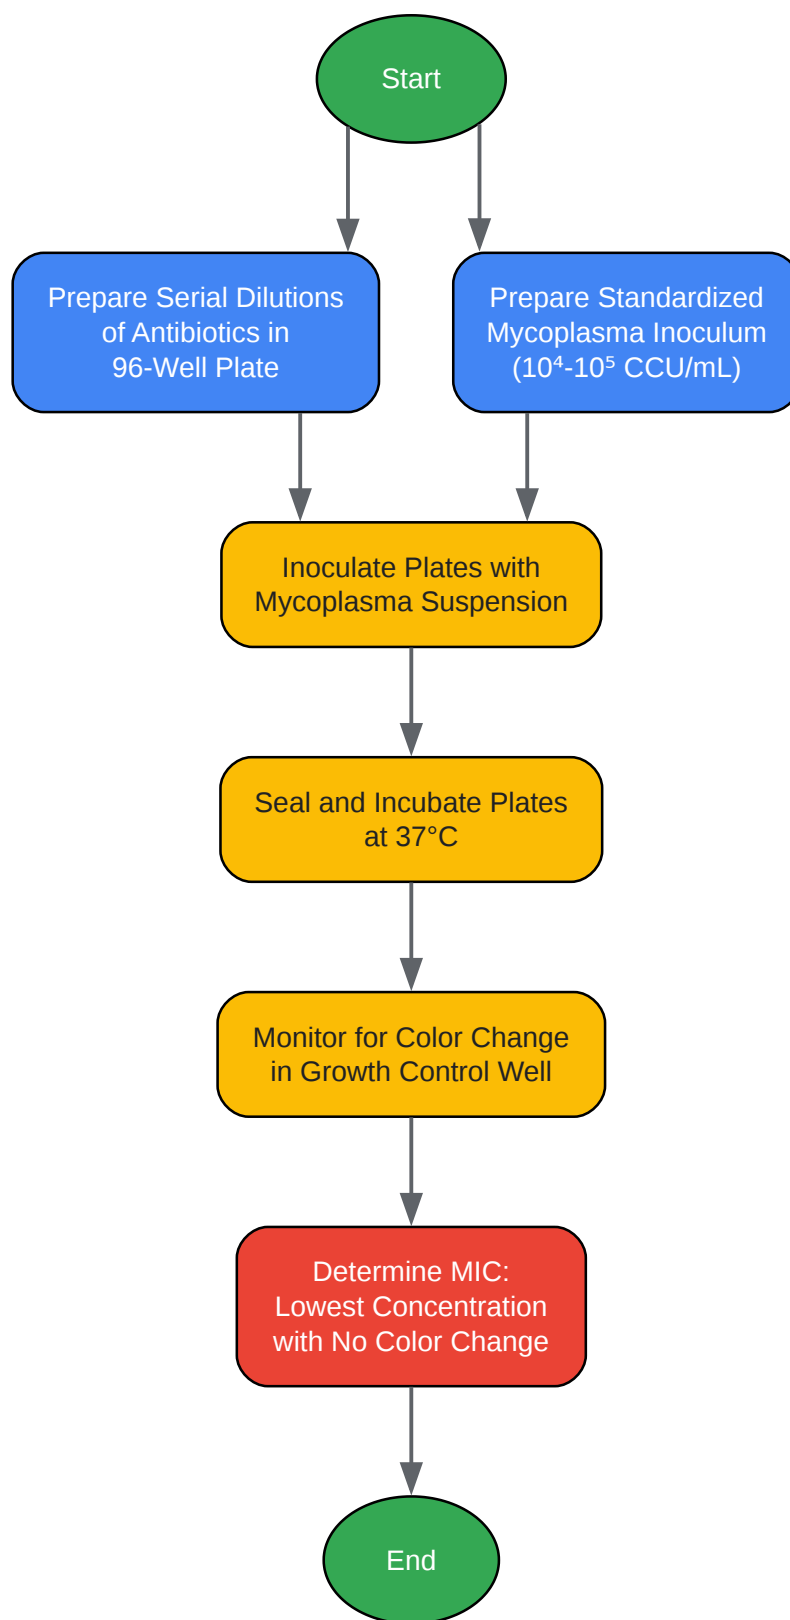 Start
Prepare Serial Dilutions
of Antibiotics in
96-Well Plate
Prepare Standardized
Mycoplasma Inoculum
(10⁴-10⁵ CCU/mL)
Inoculate Plates with
Mycoplasma Suspension
Seal and Incubate Plates
at 37°C
Monitor for Color Change
in Growth Control Well
Determine MIC:
Lowest Concentration
with No Color Change
End